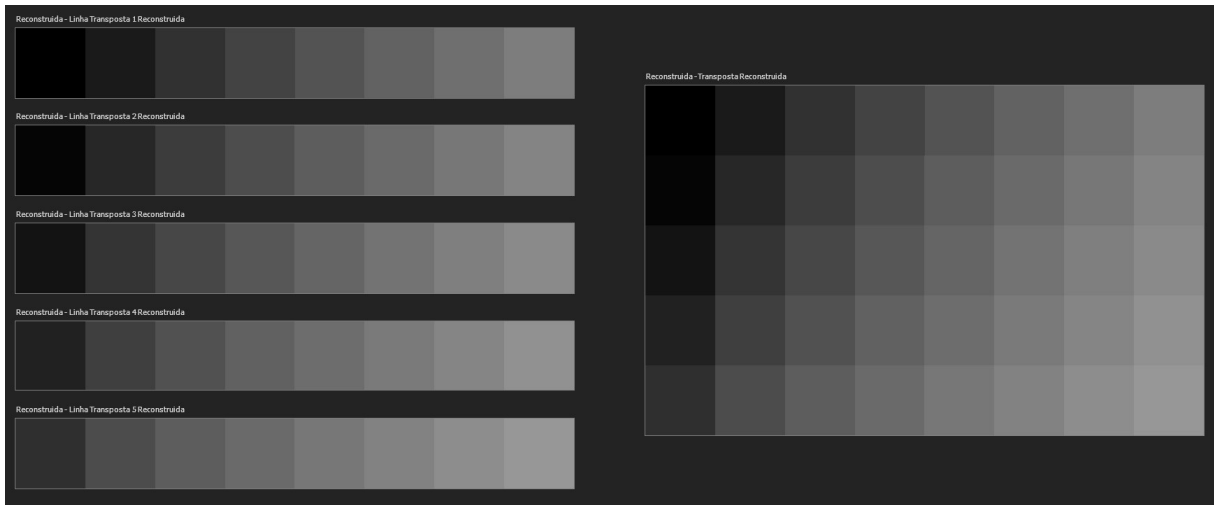 Reconstruida - Linha Transposta 1 Reconstruida
Reconstruida - Linha Transposta 2 Reconstruida
Reconstruida - Linha Transposta 3 Reconstruida
Reconstruida - Linha Transposta 4 Reconstruida
Reconstruida - Linha Transposta 5 Reconstruida
Reconstruida - Transposta Reconstruida